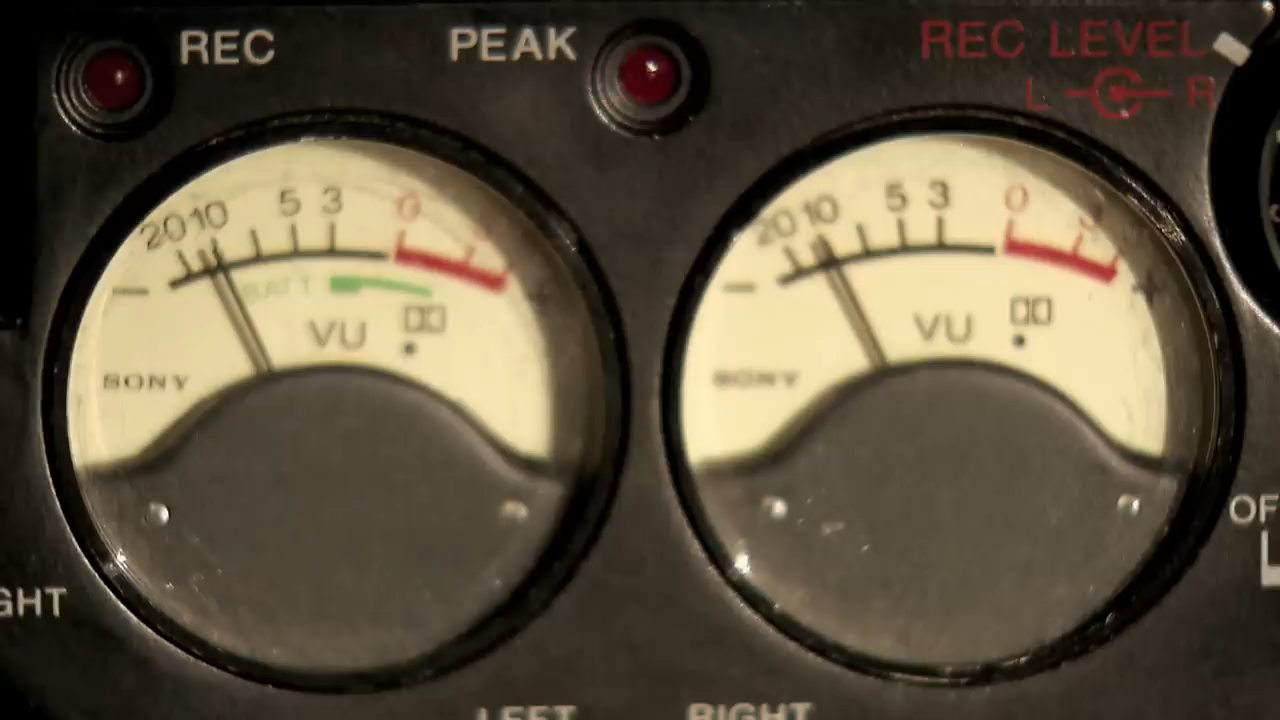 REC
PEAK
REC LEVEL
L R
20 10 5 3 0
− BATT
VU
SONY
20 10 5 3 0 3
− +
VU
SONY
OF
GHT
LEFT RIGHT